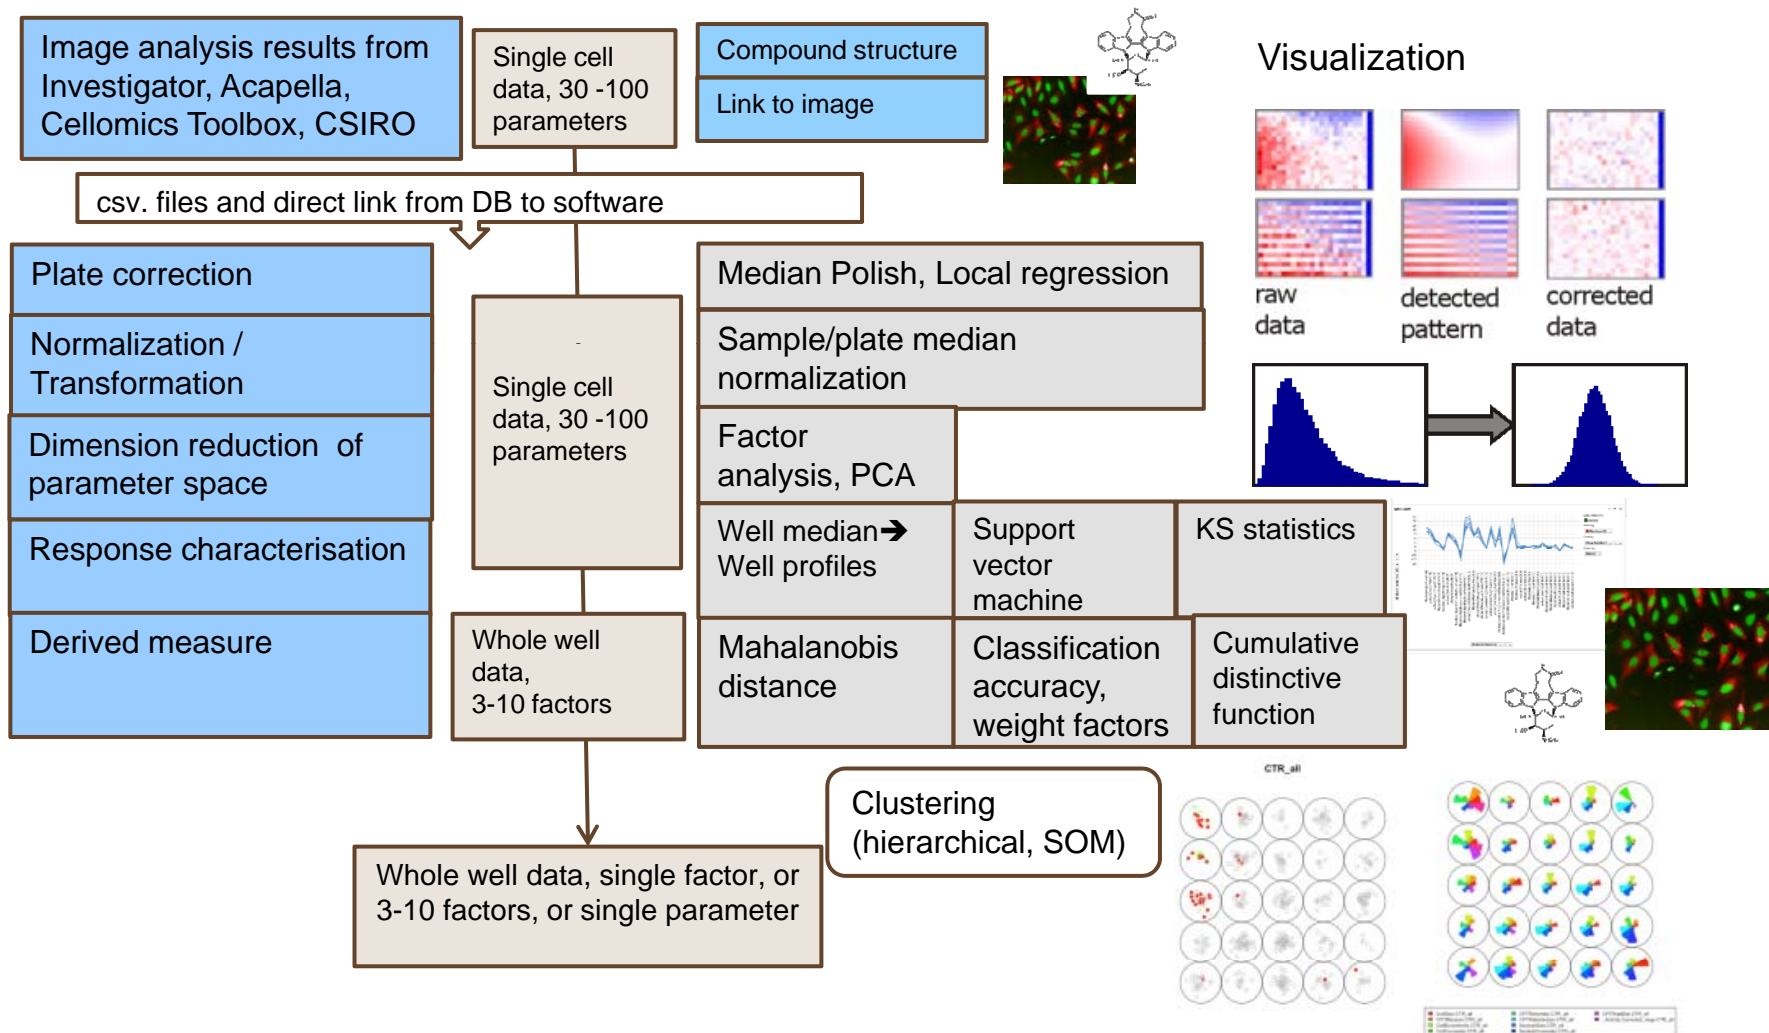 Image analysis results from
Investigator, Acapella,
Cellomics Toolbox, CSIRO
Single cell
data, 30 -100
parameters
Compound structure
Link to image
Visualization
csv. files and direct link from DB to software
Plate correction
Normalization /
Transformation
Dimension reduction of
parameter space
Response characterisation
Derived measure
Single cell
data, 30 -100
parameters
Whole well
data,
3-10 factors
Median Polish, Local regression
Sample/plate median
normalization
Factor
analysis, PCA
Well median➔
Well profiles
Support
vector
machine
KS statistics
Mahalanobis
distance
Classification
accuracy,
weight factors
Cumulative
distinctive
function
raw
data
detected
pattern
corrected
data
Clustering
(hierarchical, SOM)
Whole well data, single factor, or
3-10 factors, or single parameter
CTR_all